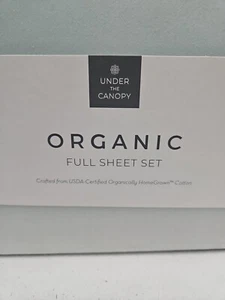 UNDER
THE
CANOPY
ORGANIC
FULL SHEET SET
Crafted from USDA-Certified Organically HomeGrown™ Cotton